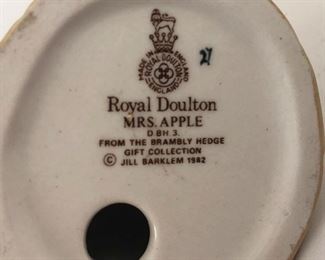 MADE IN ENGLAND
ROYAL DOULTON
ENGLAND
Royal Doulton
MRS. APPLE
D BH 3.
FROM THE BRAMBLY HEDGE
GIFT COLLECTION
© JILL BARKLEM 1982